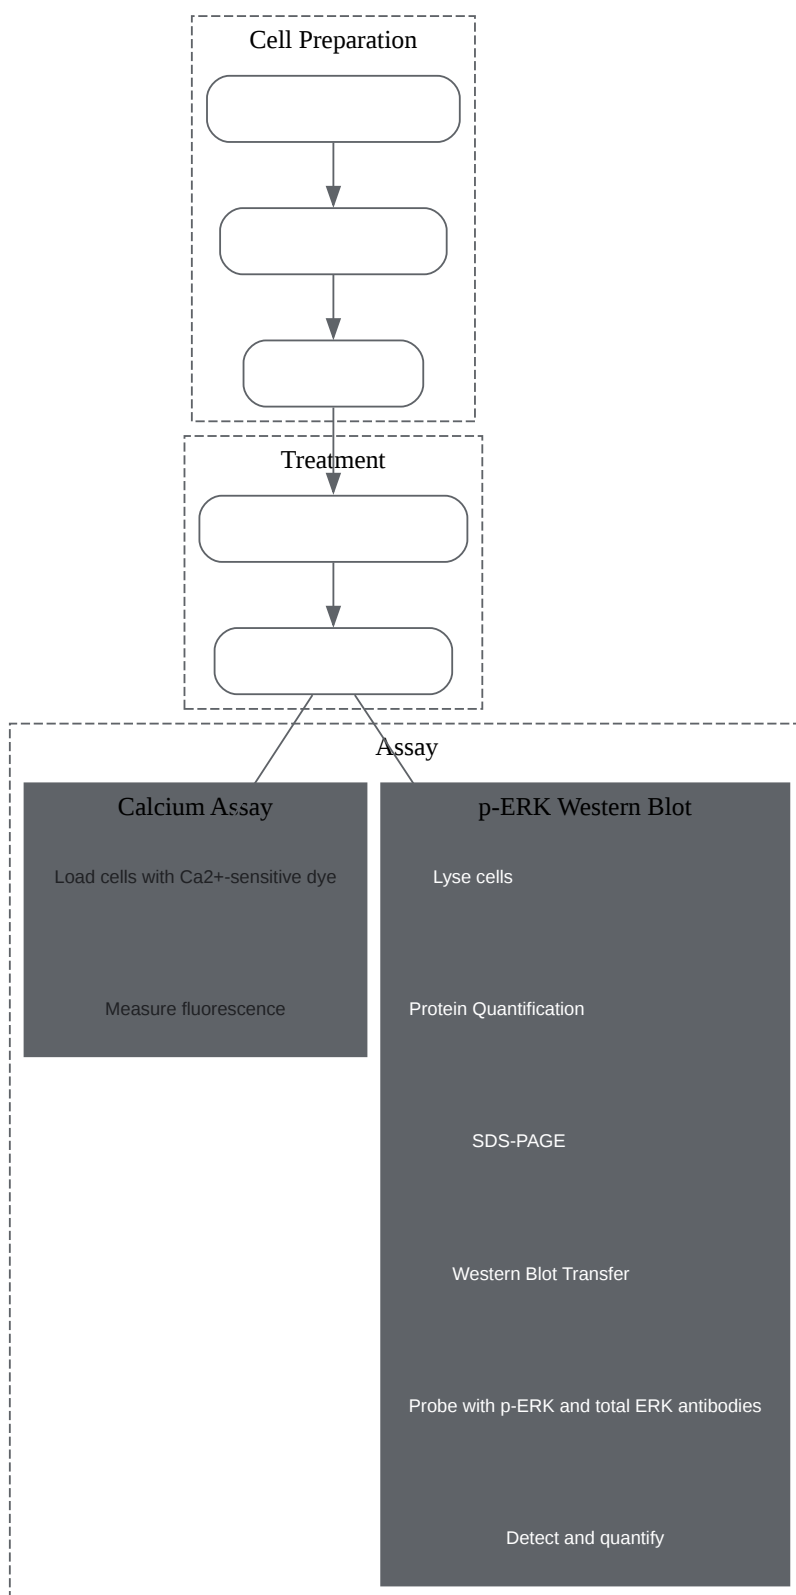 Cell Preparation
Treatment
Assay
Calcium Assay
p-ERK Western Blot
Load cells with Ca2+-sensitive dye
Lyse cells
Measure fluorescence
Protein Quantification
SDS-PAGE
Western Blot Transfer
Probe with p-ERK and total ERK antibodies
Detect and quantify